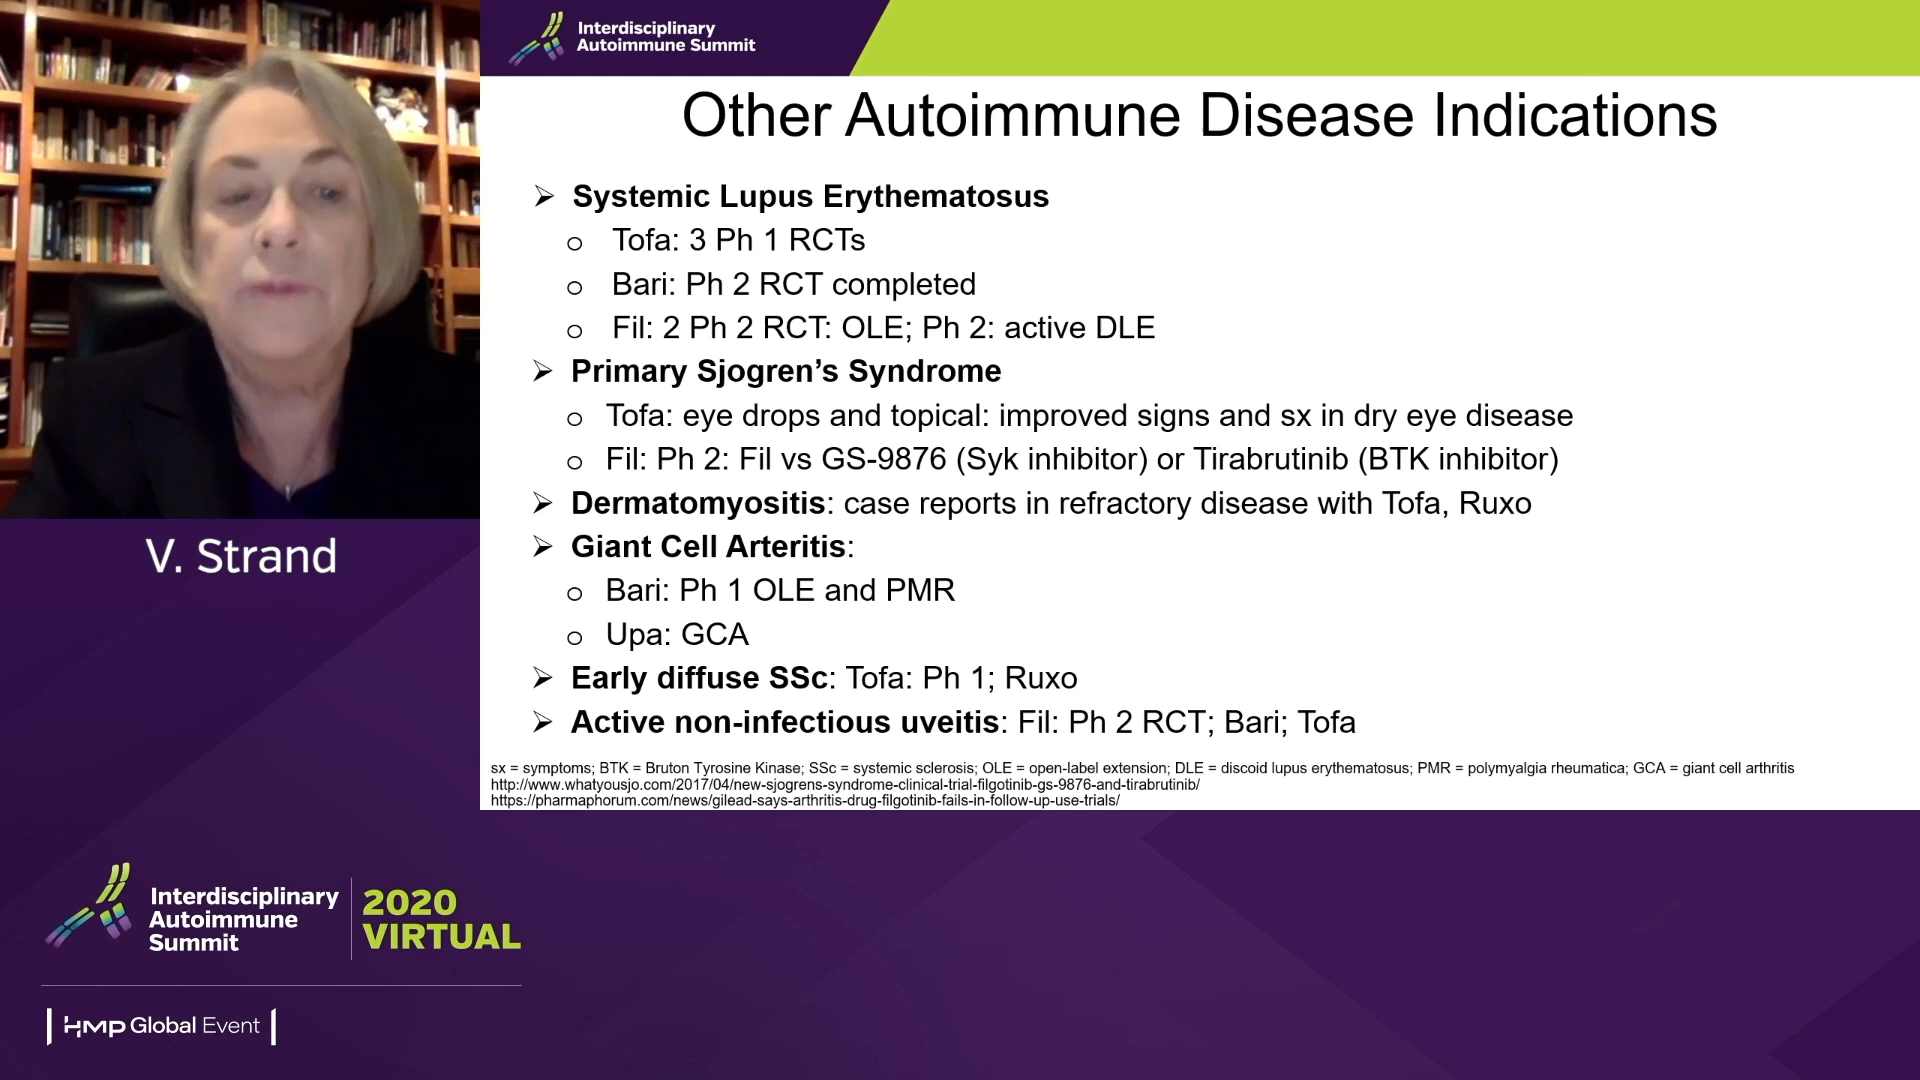 Interdisciplinary
Autoimmune Summit
Other Autoimmune Disease Indications
➢ Systemic Lupus Erythematosus
o Tofa: 3 Ph 1 RCTs
o Bari: Ph 2 RCT completed
o Fil: 2 Ph 2 RCT: OLE; Ph 2: active DLE
➢ Primary Sjogren’s Syndrome
o Tofa: eye drops and topical: improved signs and sx in dry eye disease
o Fil: Ph 2: Fil vs GS-9876 (Syk inhibitor) or Tirabrutinib (BTK inhibitor)
➢ Dermatomyositis: case reports in refractory disease with Tofa, Ruxo
➢ Giant Cell Arteritis:
o Bari: Ph 1 OLE and PMR
o Upa: GCA
➢ Early diffuse SSc: Tofa: Ph 1; Ruxo
➢ Active non-infectious uveitis: Fil: Ph 2 RCT; Bari; Tofa
sx = symptoms; BTK = Bruton Tyrosine Kinase; SSc = systemic sclerosis; OLE = open-label extension; DLE = discoid lupus erythematosus; PMR = polymyalgia rheumatica; GCA = giant cell arthritis
http://www.whatyousjo.com/2017/04/new-sjogrens-syndrome-clinical-trial-filgotinib-gs-9876-and-tirabrutinib/
https://pharmaphorum.com/news/gilead-says-arthritis-drug-filgotinib-fails-in-follow-up-use-trials/
V. Strand
Interdisciplinary
Autoimmune
Summit
2020
VIRTUAL
HMP Global Event